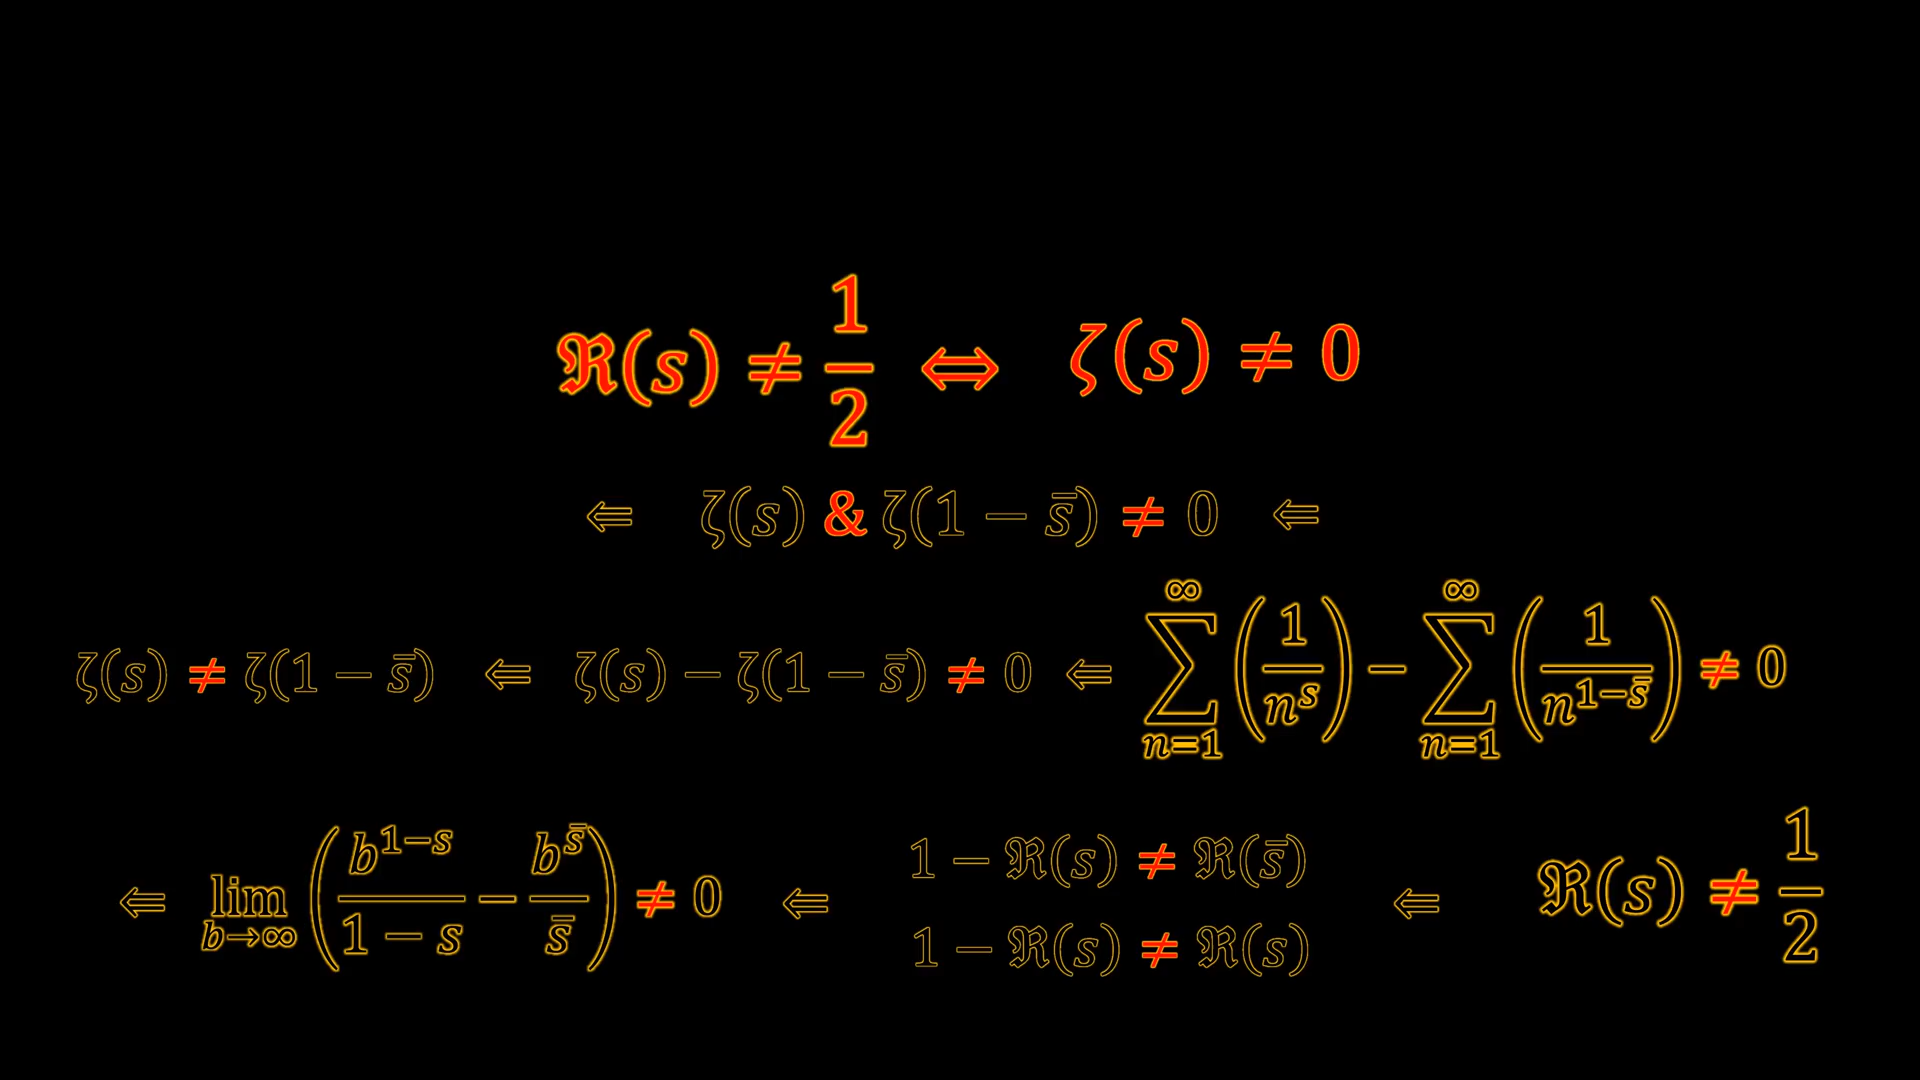 ℜ(s) ≠ 1/2 ⇔ ζ(s) ≠ 0
⇐ ζ(s) & ζ(1 − s̄) ≠ 0 ⇐
ζ(s) ≠ ζ(1 − s̄) ⇐ ζ(s) − ζ(1 − s̄) ≠ 0 ⇐ ∑_{n=1}^{∞} (1/n^s) − ∑_{n=1}^{∞} (1/n^{1−s̄}) ≠ 0
⇐ lim_{b→∞} (b^{1−s}/(1 − s) − b^{s̄}/s̄) ≠ 0 ⇐ 1 − ℜ(s) ≠ ℜ(s̄) ⇐ ℜ(s) ≠ 1/2
1 − ℜ(s) ≠ ℜ(s)